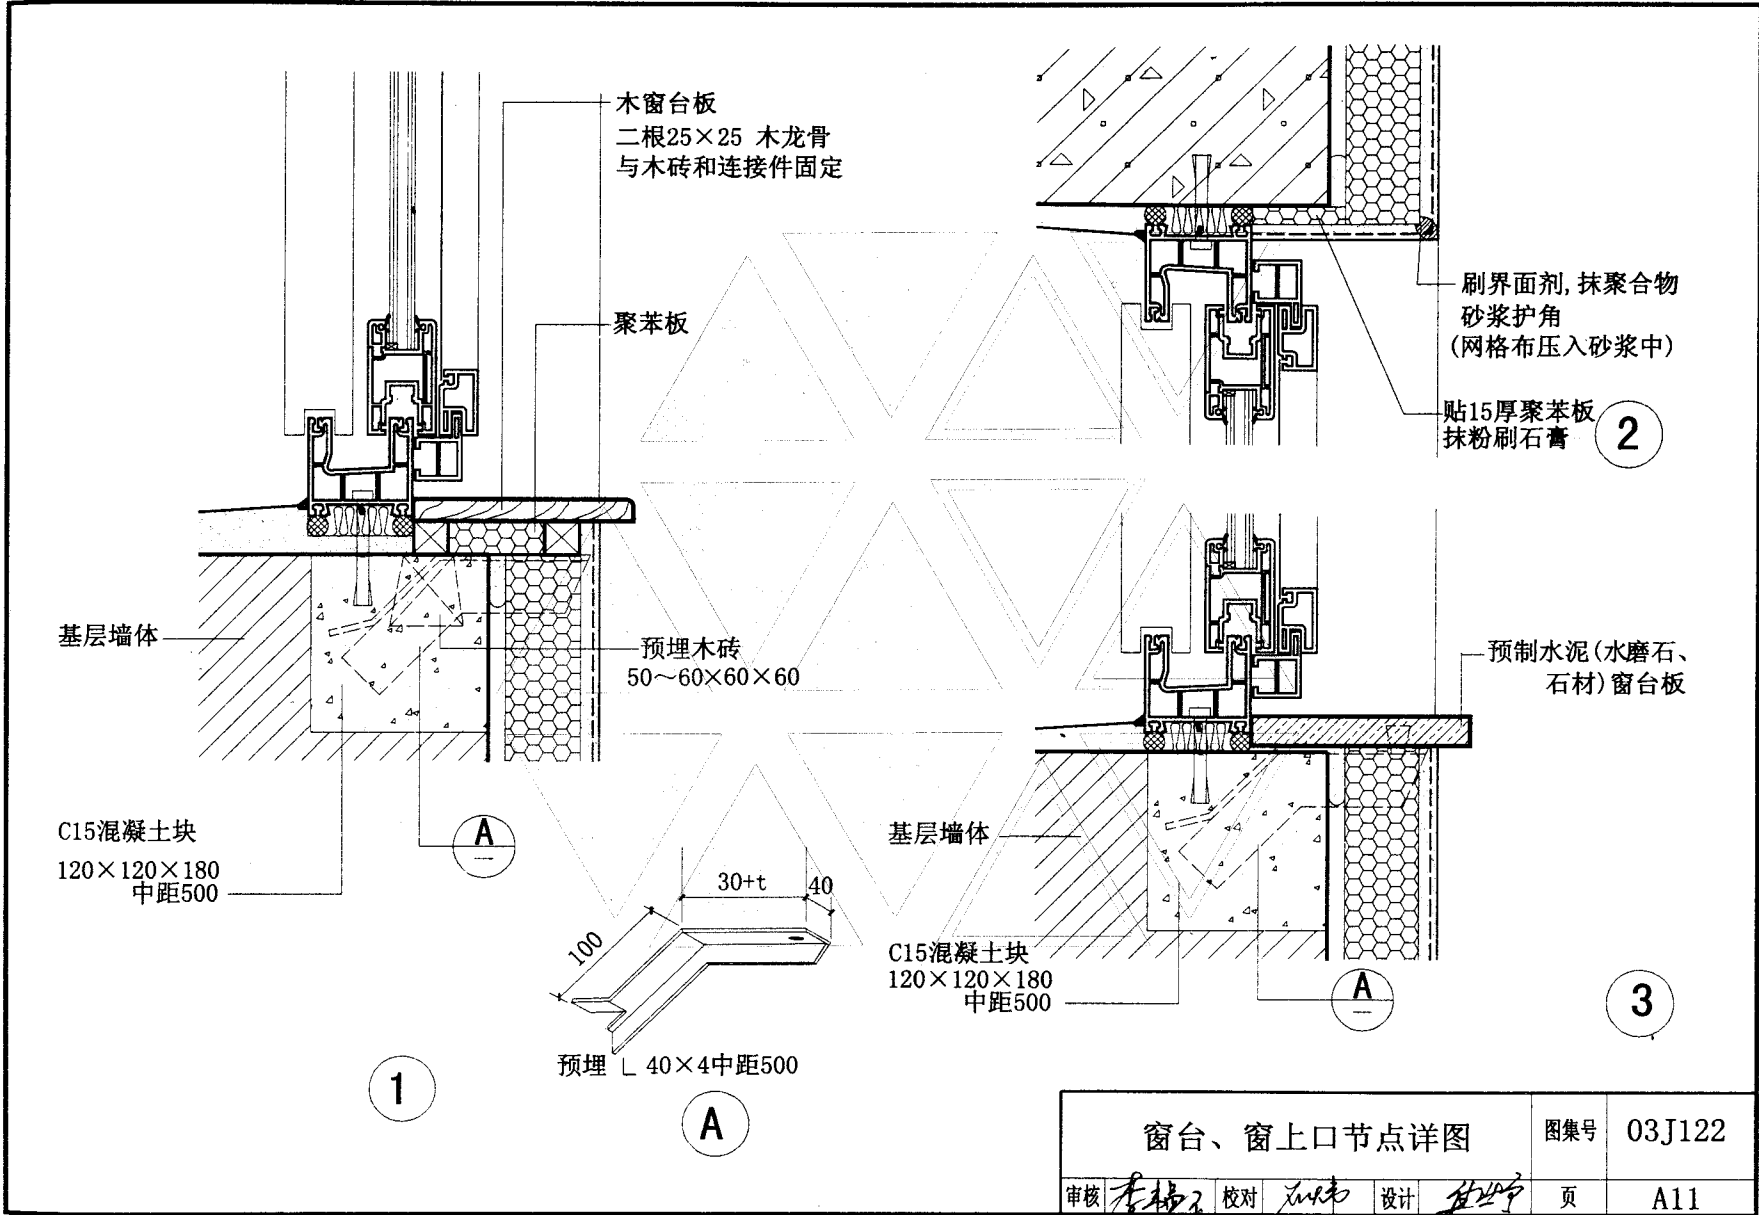 木窗台板
二根25×25 木龙骨
与木砖和连接件固定
聚苯板
基层墙体
预埋木砖
50～60×60×60
C15混凝土块
120×120×180
中距500
A
1
30+t
40
100
预埋 ∟ 40×4中距500
A
刷界面剂,抹聚合物
砂浆护角
(网格布压入砂浆中)
贴15厚聚苯板
抹粉刷石膏
2
预制水泥(水磨石、
石材)窗台板
基层墙体
C15混凝土块
120×120×180
中距500
A
3
窗台、窗上口节点详图
图集号
03J122
审核
校对
设计
页
A11